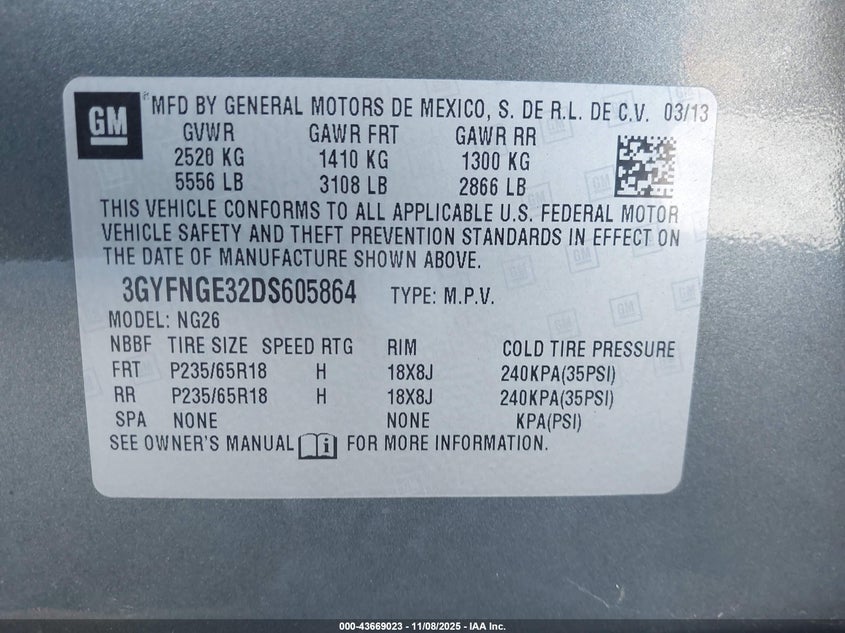 GM
MFD BY GENERAL MOTORS DE MEXICO, S. DE R.L. DE C.V. 03/13
GVWR GAWR FRT GAWR RR
2520 KG 1410 KG 1300 KG
5556 LB 3108 LB 2866 LB
THIS VEHICLE CONFORMS TO ALL APPLICABLE U.S. FEDERAL MOTOR
VEHICLE SAFETY AND THEFT PREVENTION STANDARDS IN EFFECT ON
THE DATE OF MANUFACTURE SHOWN ABOVE.
3GYFNGE32DS605864 TYPE: M.P.V.
MODEL: NG26
NBBF TIRE SIZE SPEED RTG RIM COLD TIRE PRESSURE
FRT P235/65R18 H 18X8J 240KPA(35PSI)
RR P235/65R18 H 18X8J 240KPA(35PSI)
SPA NONE NONE KPA(PSI)
SEE OWNER'S MANUAL i FOR MORE INFORMATION.
000-43669023 - 11/08/2025 - IAA Inc.